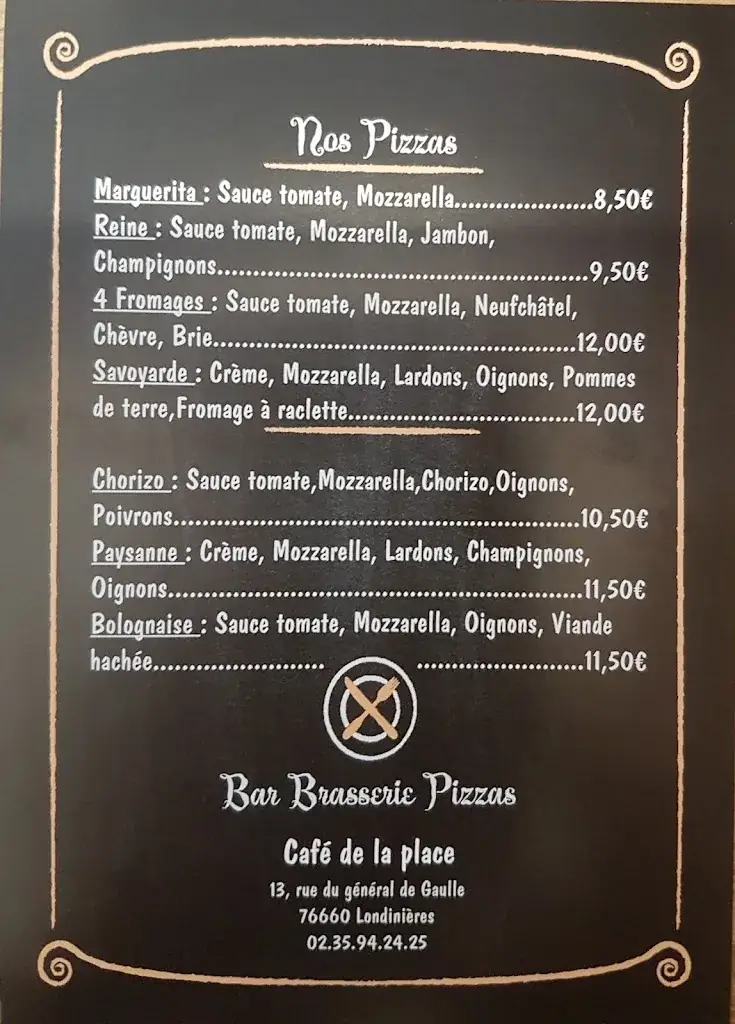 Nos Pizzas
Marguerita : Sauce tomate, Mozzarella.....................8,50€
Reine : Sauce tomate, Mozzarella, Jambon,
Champignons.........................................................9,50€
4 Fromages : Sauce tomate, Mozzarella, Neufchâtel,
Chèvre, Brie........................................................12,00€
Savoyarde : Crème, Mozzarella, Lardons, Oignons, Pommes
de terre,Fromage à raclette...................................12,00€
Chorizo : Sauce tomate,Mozzarella,Chorizo,Oignons,
Poivrons...............................................................10,50€
Paysanne : Crème, Mozzarella, Lardons, Champignons,
Oignons................................................................11,50€
Bolognaise : Sauce tomate, Mozzarella, Oignons, Viande
hachée.......................... .........................11,50€
Bar Brasserie Pizzas
Café de la place
13, rue du général de Gaulle
76660 Londinières
02.35.94.24.25